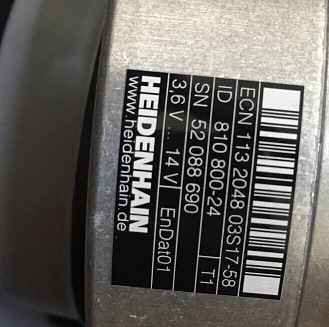 ECN 113 2048 03S17-58
ID 810 800-24 T1
SN 52 088 690
3,6 V ... 14 V EnDat01
HEIDENHAIN
www.heidenhain.de